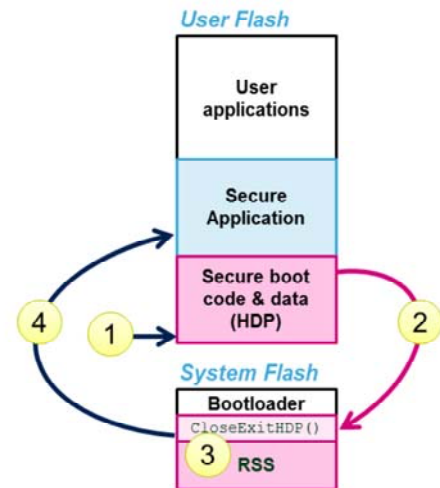 User Flash
User
applications
Secure
Application
Secure boot
code & data
(HDP)
4
1
2
System Flash
Bootloader
CloseExitHDP()
3
RSS